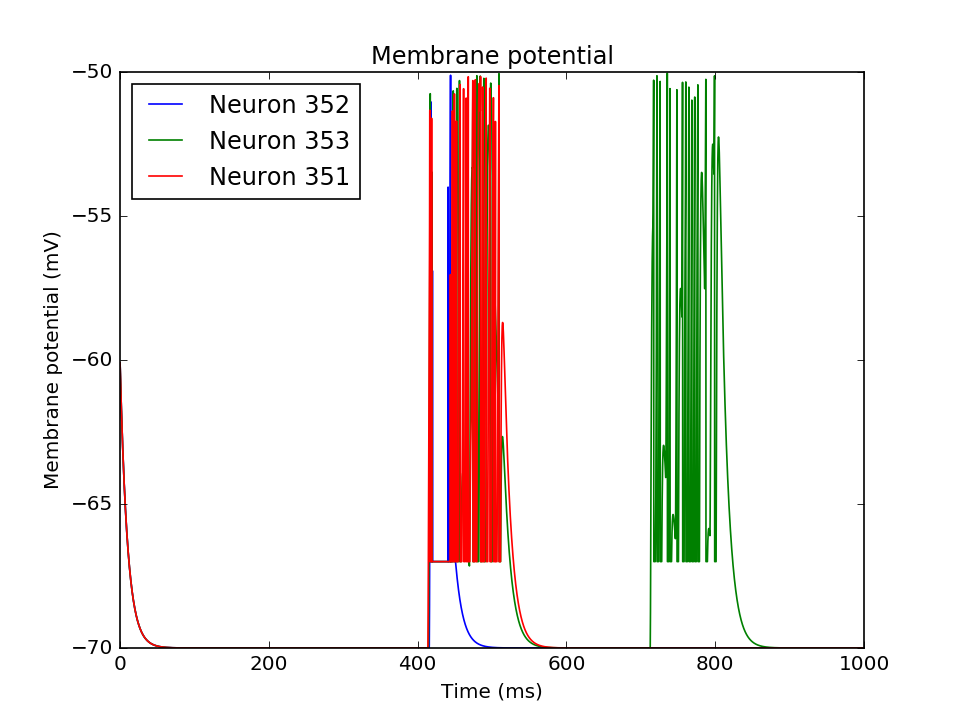 Membrane potential
Neuron 352
Neuron 353
Neuron 351
Membrane potential (mV)
−50
−55
−60
−65
−70
0 200 400 600 800 1000
Time (ms)